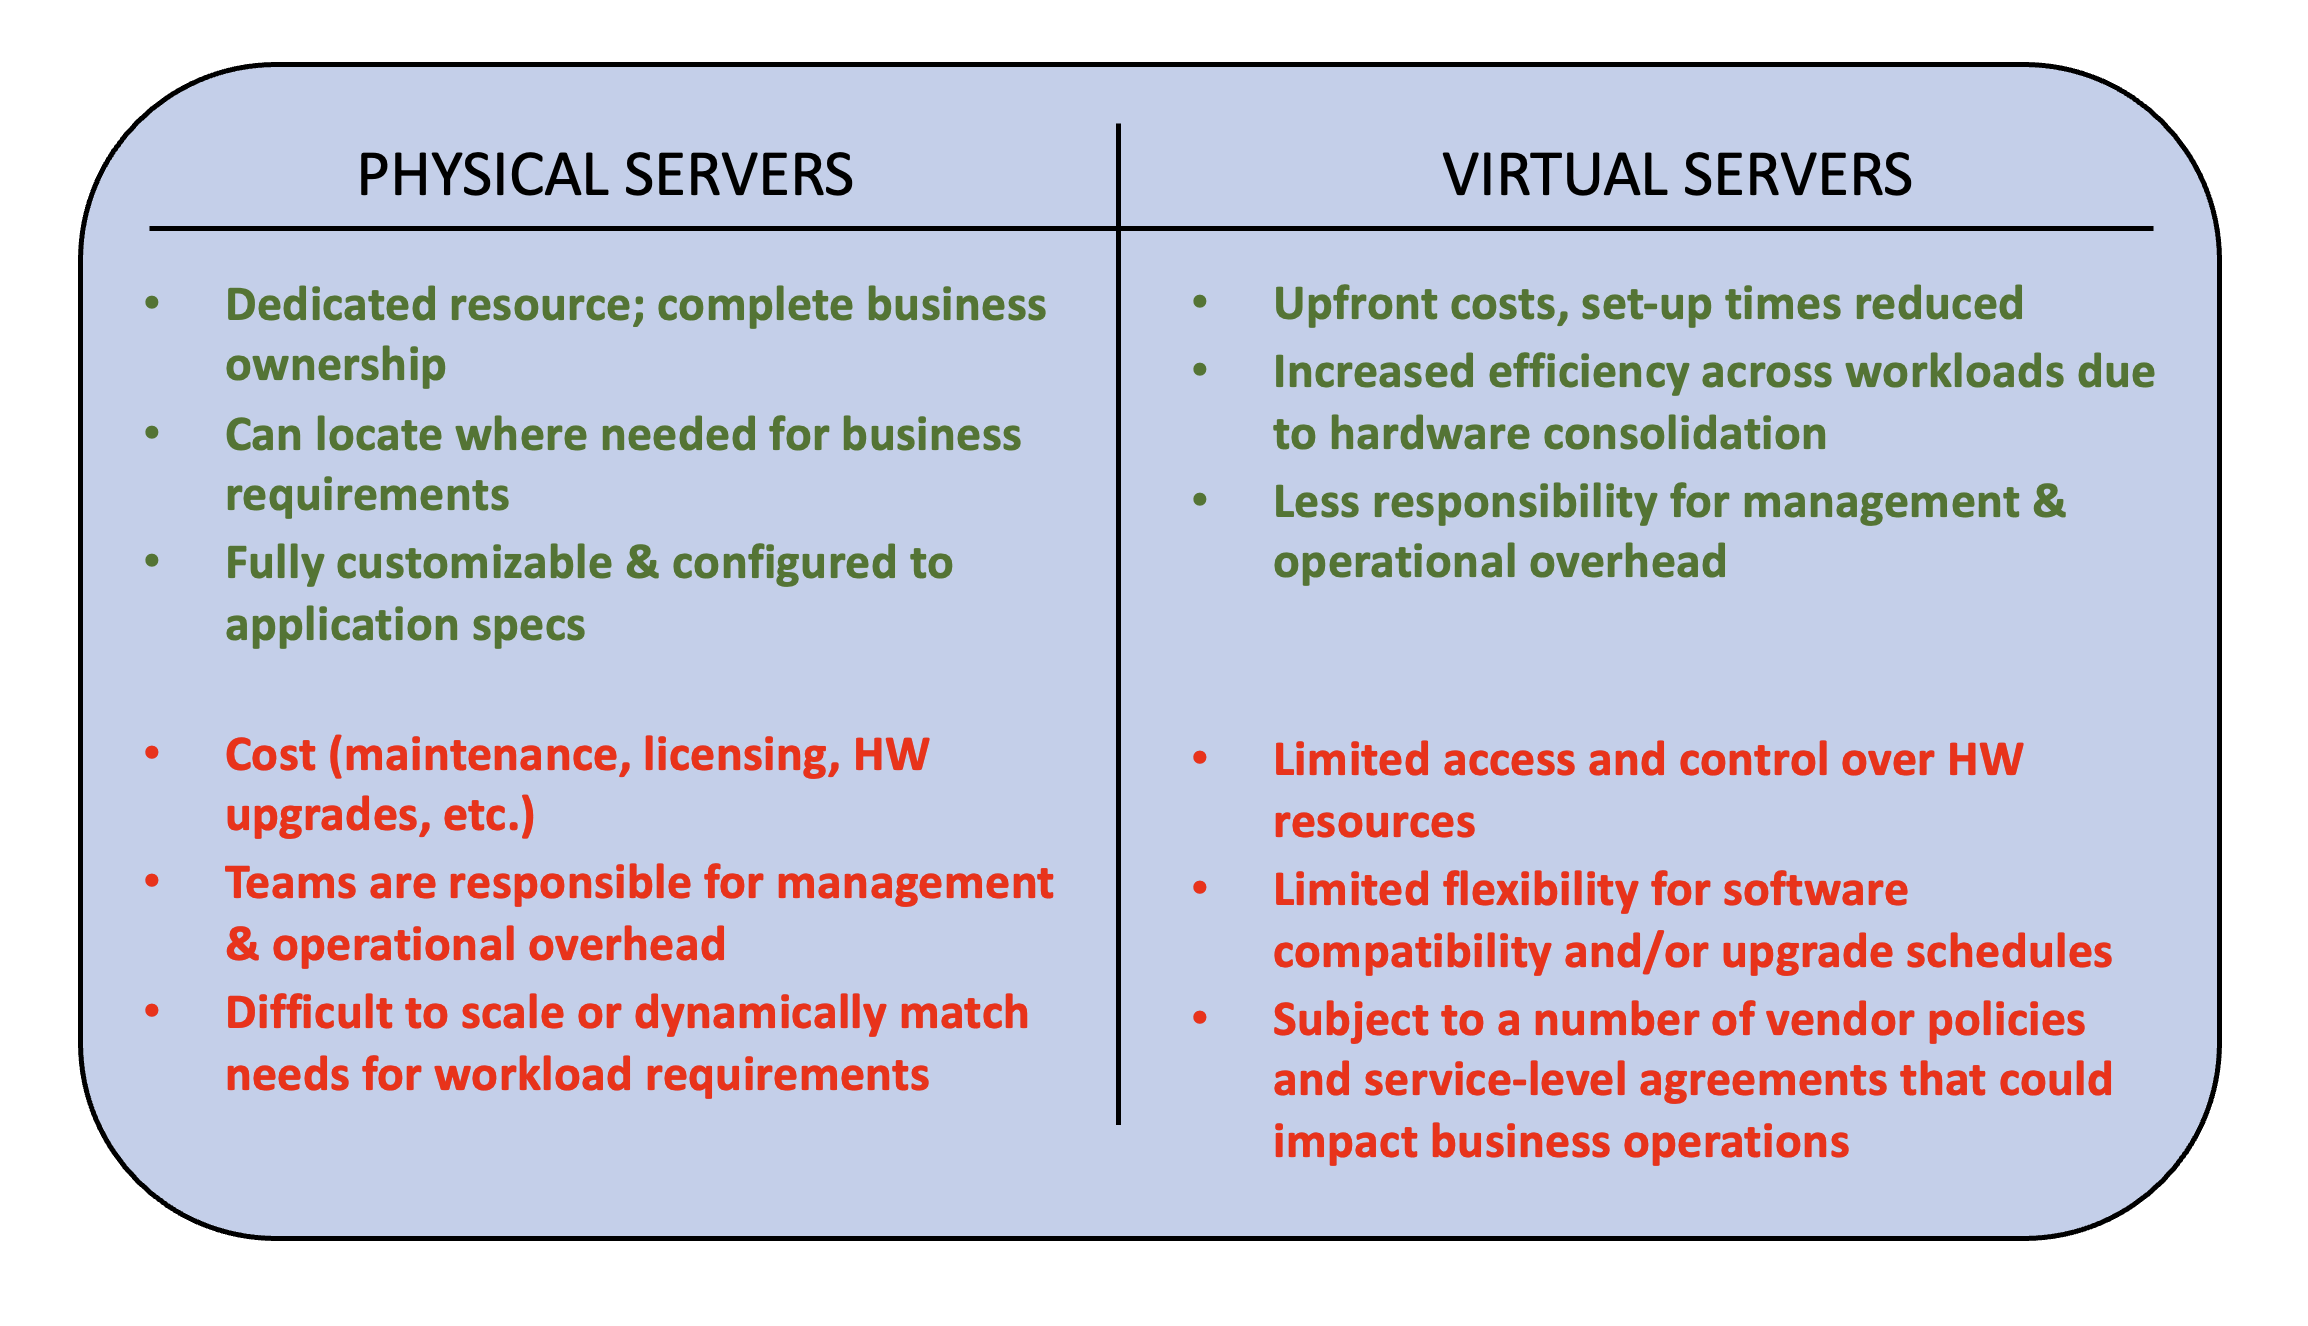 PHYSICAL SERVERS
• Dedicated resource; complete business
ownership
• Can locate where needed for business
requirements
• Fully customizable & configured to
application specs
• Cost (maintenance, licensing, HW
upgrades, etc.)
• Teams are responsible for management
& operational overhead
• Difficult to scale or dynamically match
needs for workload requirements
VIRTUAL SERVERS
• Upfront costs, set-up times reduced
• Increased efficiency across workloads due
to hardware consolidation
• Less responsibility for management &
operational overhead
• Limited access and control over HW
resources
• Limited flexibility for software
compatibility and/or upgrade schedules
• Subject to a number of vendor policies
and service-level agreements that could
impact business operations